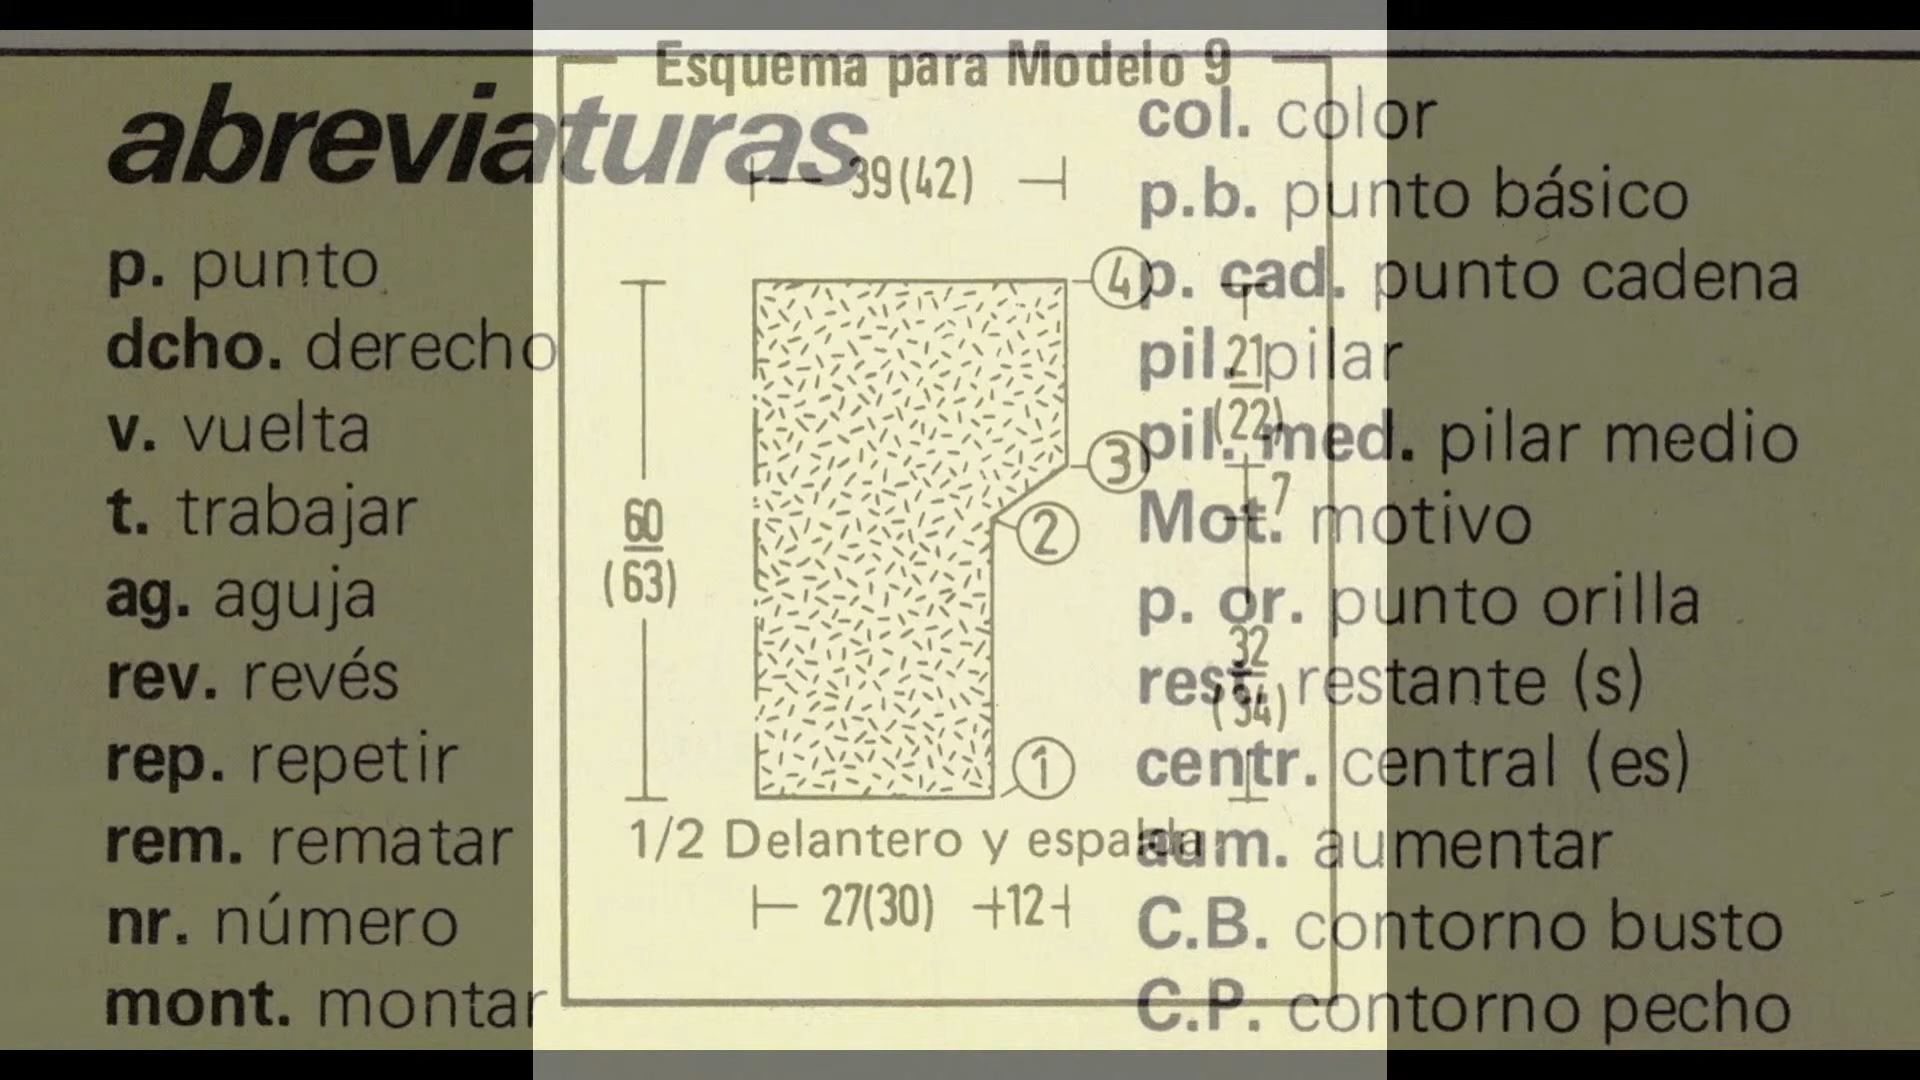 abreviaturas
p. punto
dcho. derecho
v. vuelta
t. trabajar
ag. aguja
rev. revés
rep. repetir
rem. rematar
nr. número
mont. montar
Esquema para Modelo 9
39(42)
4
3
2
1
60
(63)
21
(22)
7
32
(34)
1/2 Delantero y espalda
27(30) 12
col. color
p.b. punto básico
p. cad. punto cadena
pil. pilar
pil. med. pilar medio
Mot. motivo
p. or. punto orilla
rest. restante (s)
centr. central (es)
aum. aumentar
C.B. contorno busto
C.P. contorno pecho